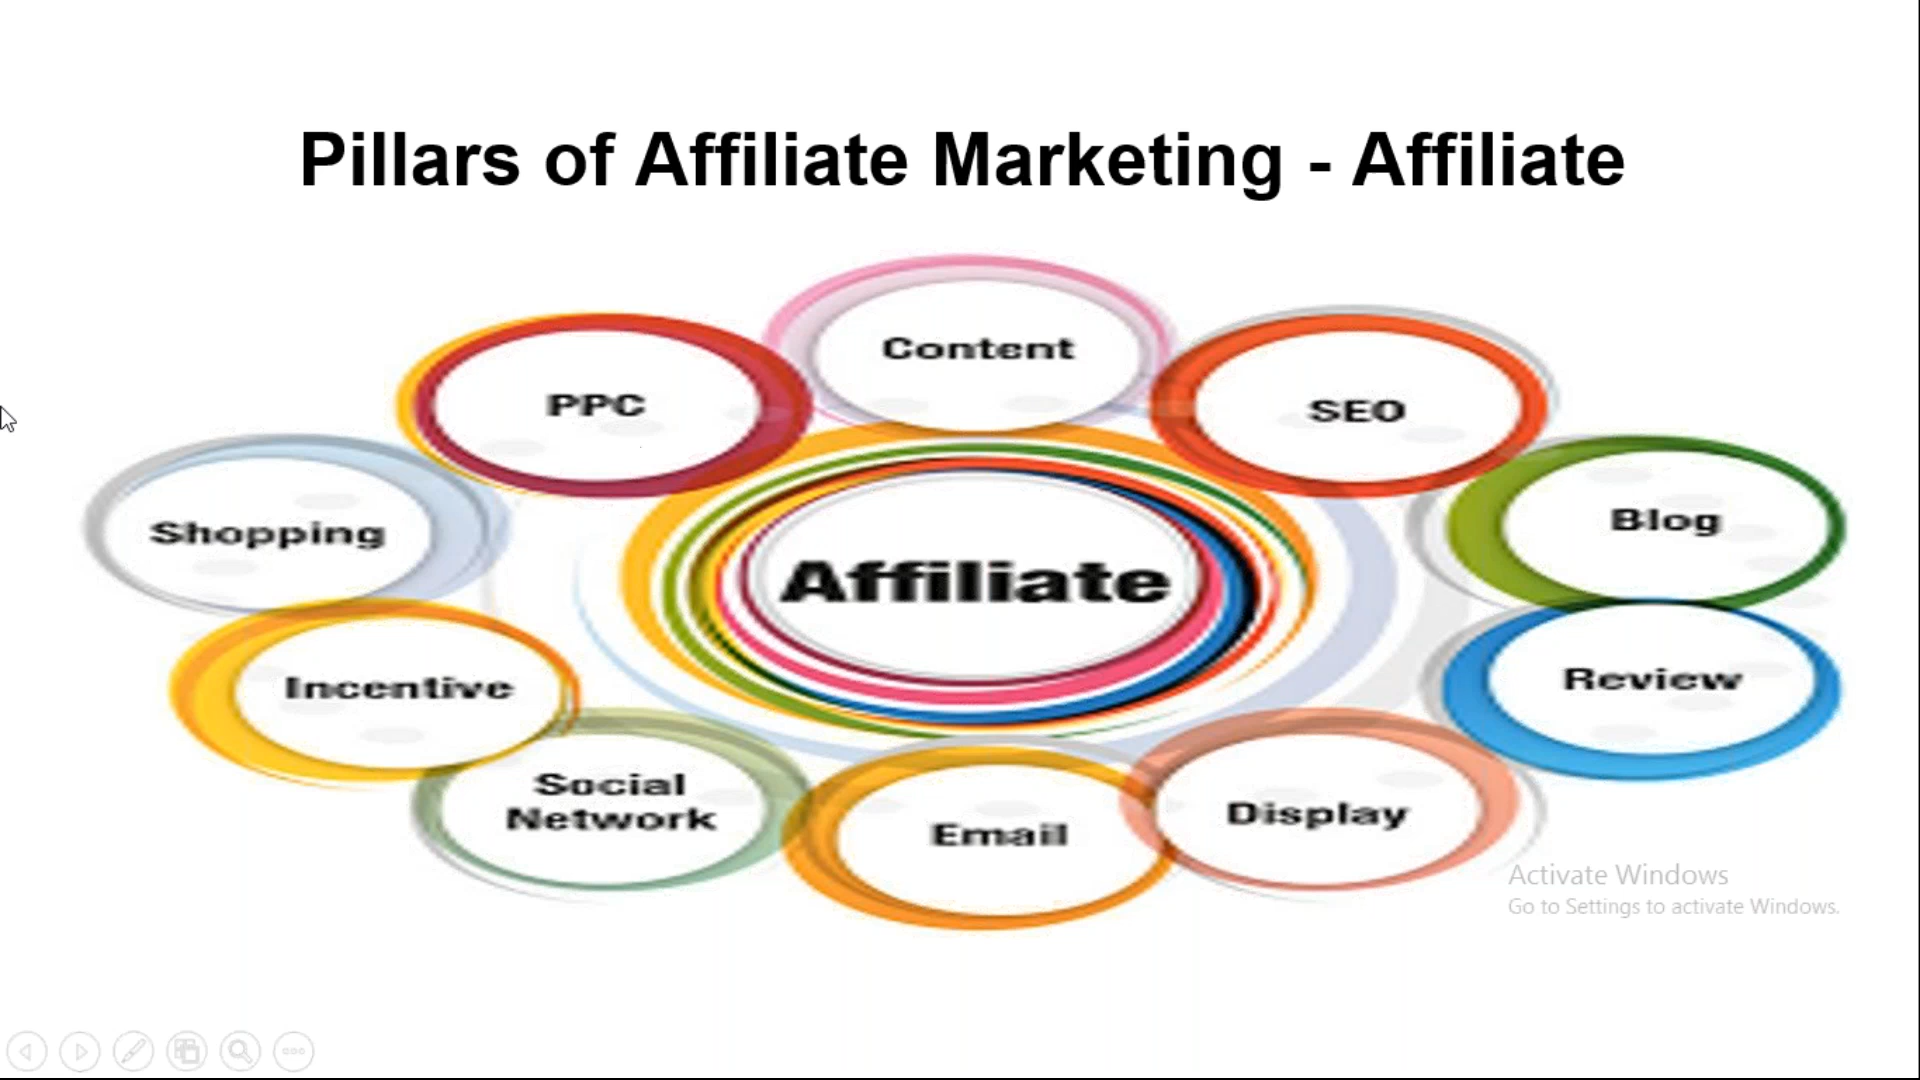 Pillars of Affiliate Marketing - Affiliate
Content
PPC
SEO
Shopping
Blog
Affiliate
Incentive
Review
Social
Network
Email
Display
Activate Windows
Go to Settings to activate Windows.